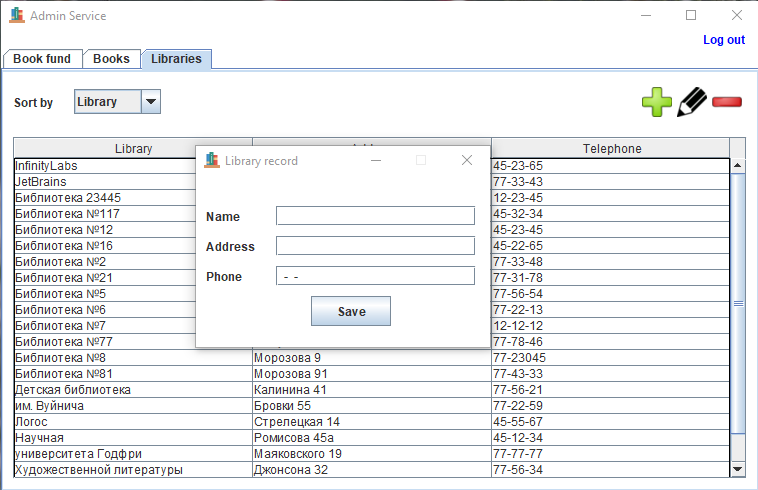 Admin Service
Log out
Book fund Books Libraries
Sort by Library
Library Telephone
Library record
InfinityLabs 45-23-65
JetBrains 77-33-43
Библиотека 23445 12-23-45
Библиотека №117 45-32-34
Библиотека №12 45-23-45
Библиотека №16 45-22-65
Библиотека №2 77-33-48
Библиотека №21 77-31-78
Библиотека №5 77-56-54
Библиотека №6 77-22-13
Библиотека №7 12-12-12
Библиотека №77 77-78-46
Name
Address
Phone - -
Save
Библиотека №8 Морозова 9 77-23045
Библиотека №81 Морозова 91 77-43-33
Детская библиотека Калинина 41 77-56-21
им. Вуйнича Бровки 55 77-22-59
Логос Стрелецкая 14 45-55-67
Научная Ромисова 45а 45-12-34
университета Годфри Маяковского 19 77-77-77
Художественной литературы Джонсона 32 77-56-34